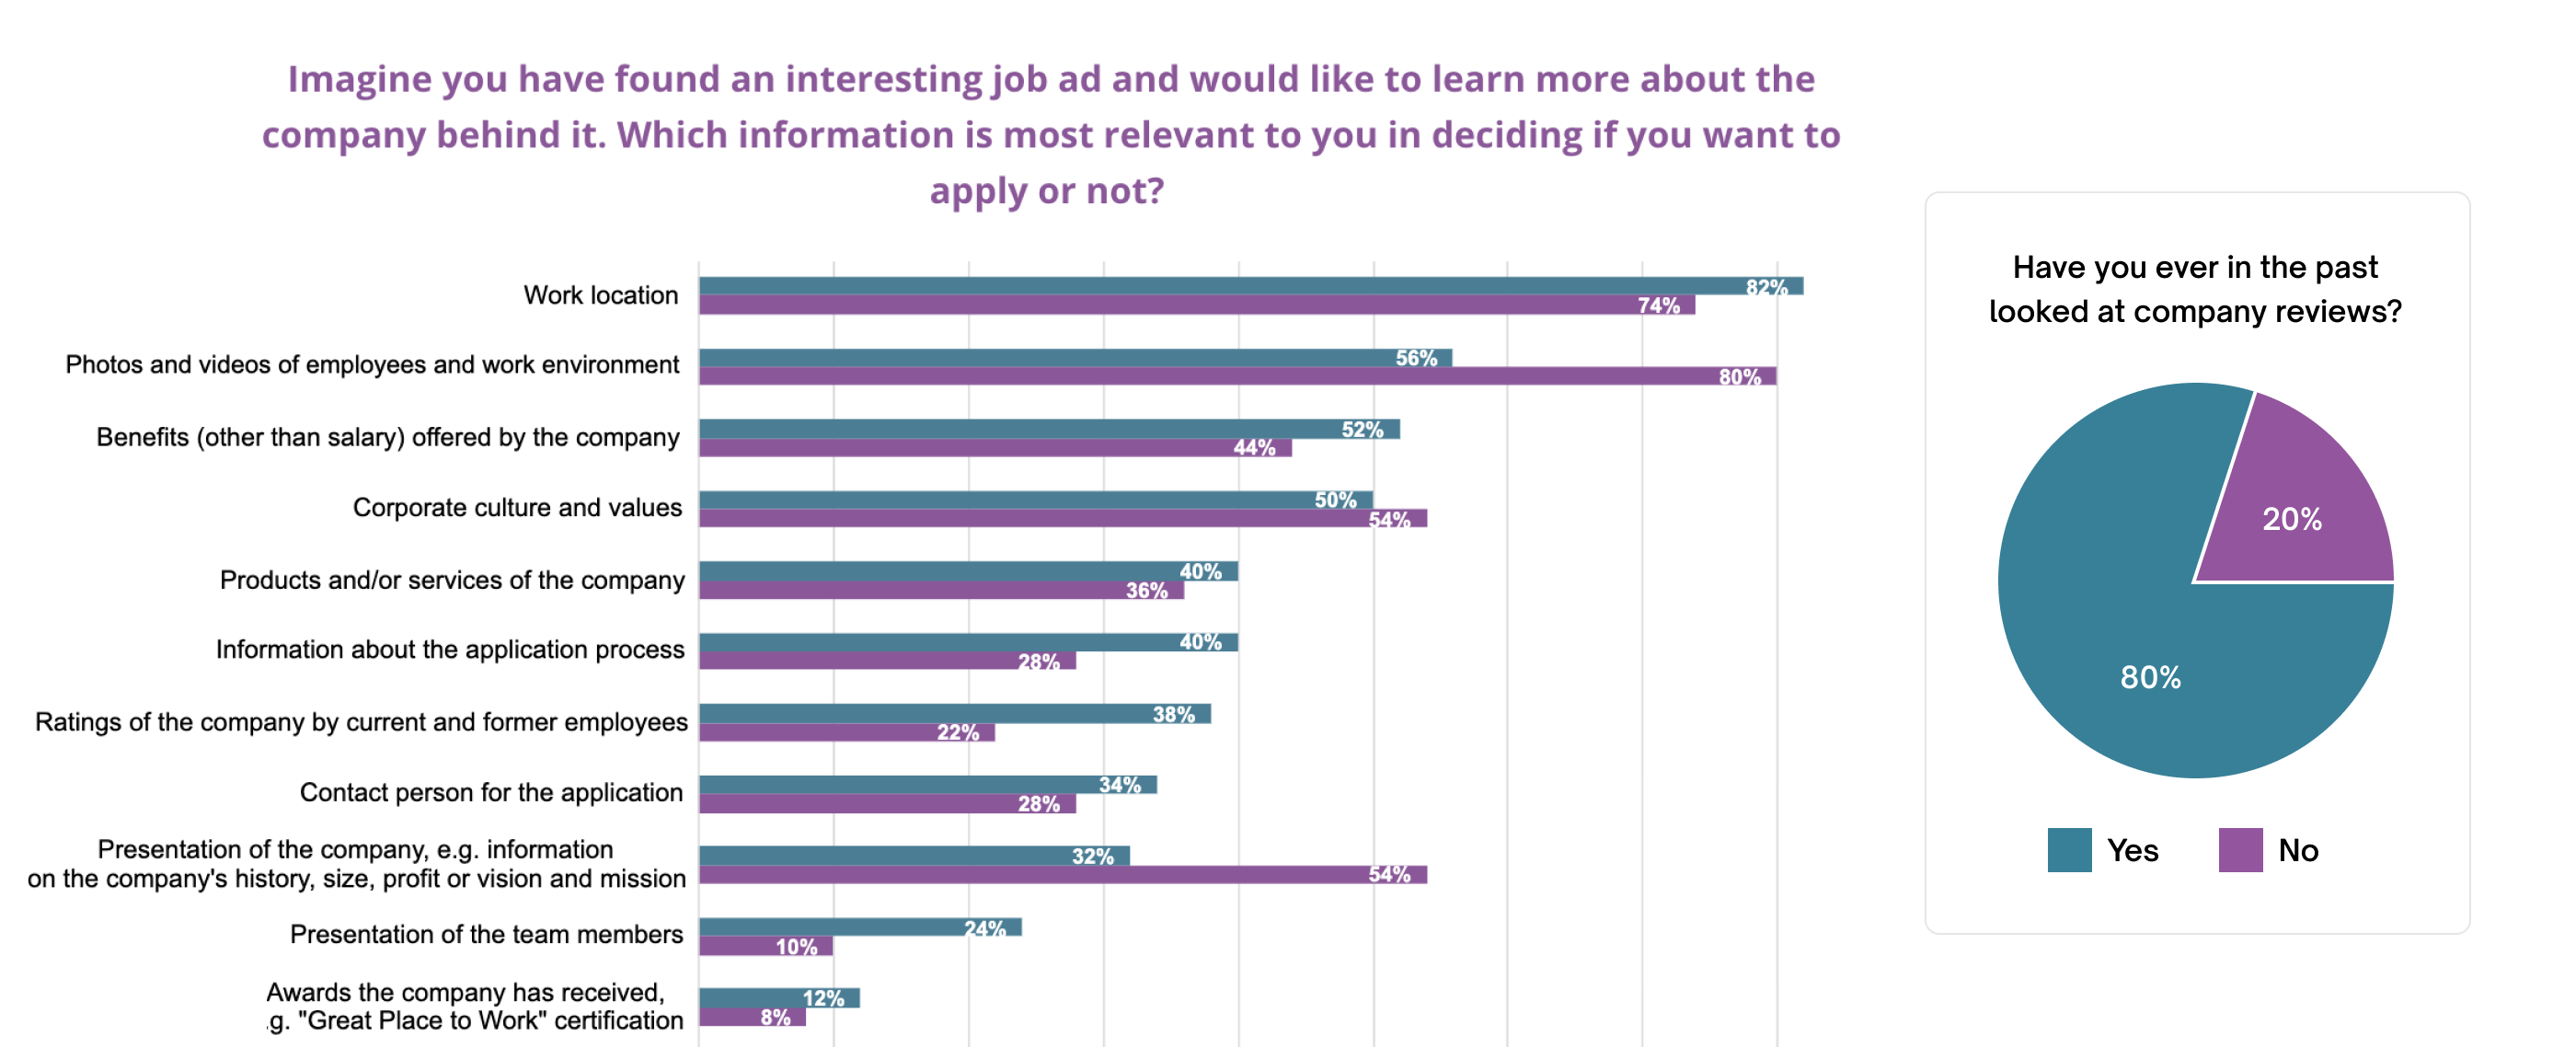 Imagine you have found an interesting job ad and would like to learn more about the
company behind it. Which information is most relevant to you in deciding if you want to
apply or not?
Work location
82%
74%
Photos and videos of employees and work environment
56%
80%
Benefits (other than salary) offered by the company
52%
44%
Corporate culture and values
50%
54%
Products and/or services of the company
40%
36%
Information about the application process
40%
28%
Ratings of the company by current and former employees
38%
22%
Contact person for the application
34%
28%
Presentation of the company, e.g. information
on the company's history, size, profit or vision and mission
32%
54%
Presentation of the team members
24%
10%
Awards the company has received,
.g. "Great Place to Work" certification
12%
8%
Have you ever in the past
looked at company reviews?
20%
80%
Yes
No